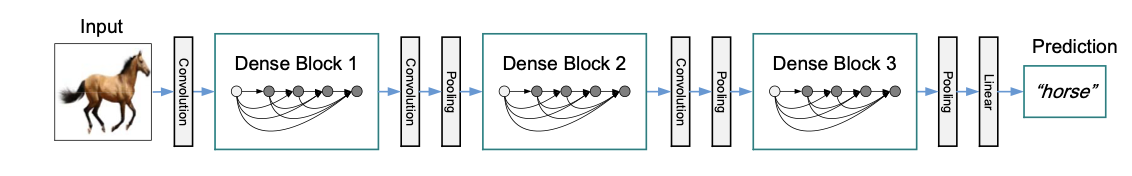 Input
Convolution
Dense Block 1
Convolution
Pooling
Dense Block 2
Convolution
Pooling
Dense Block 3
Pooling
Linear
Prediction
“horse”